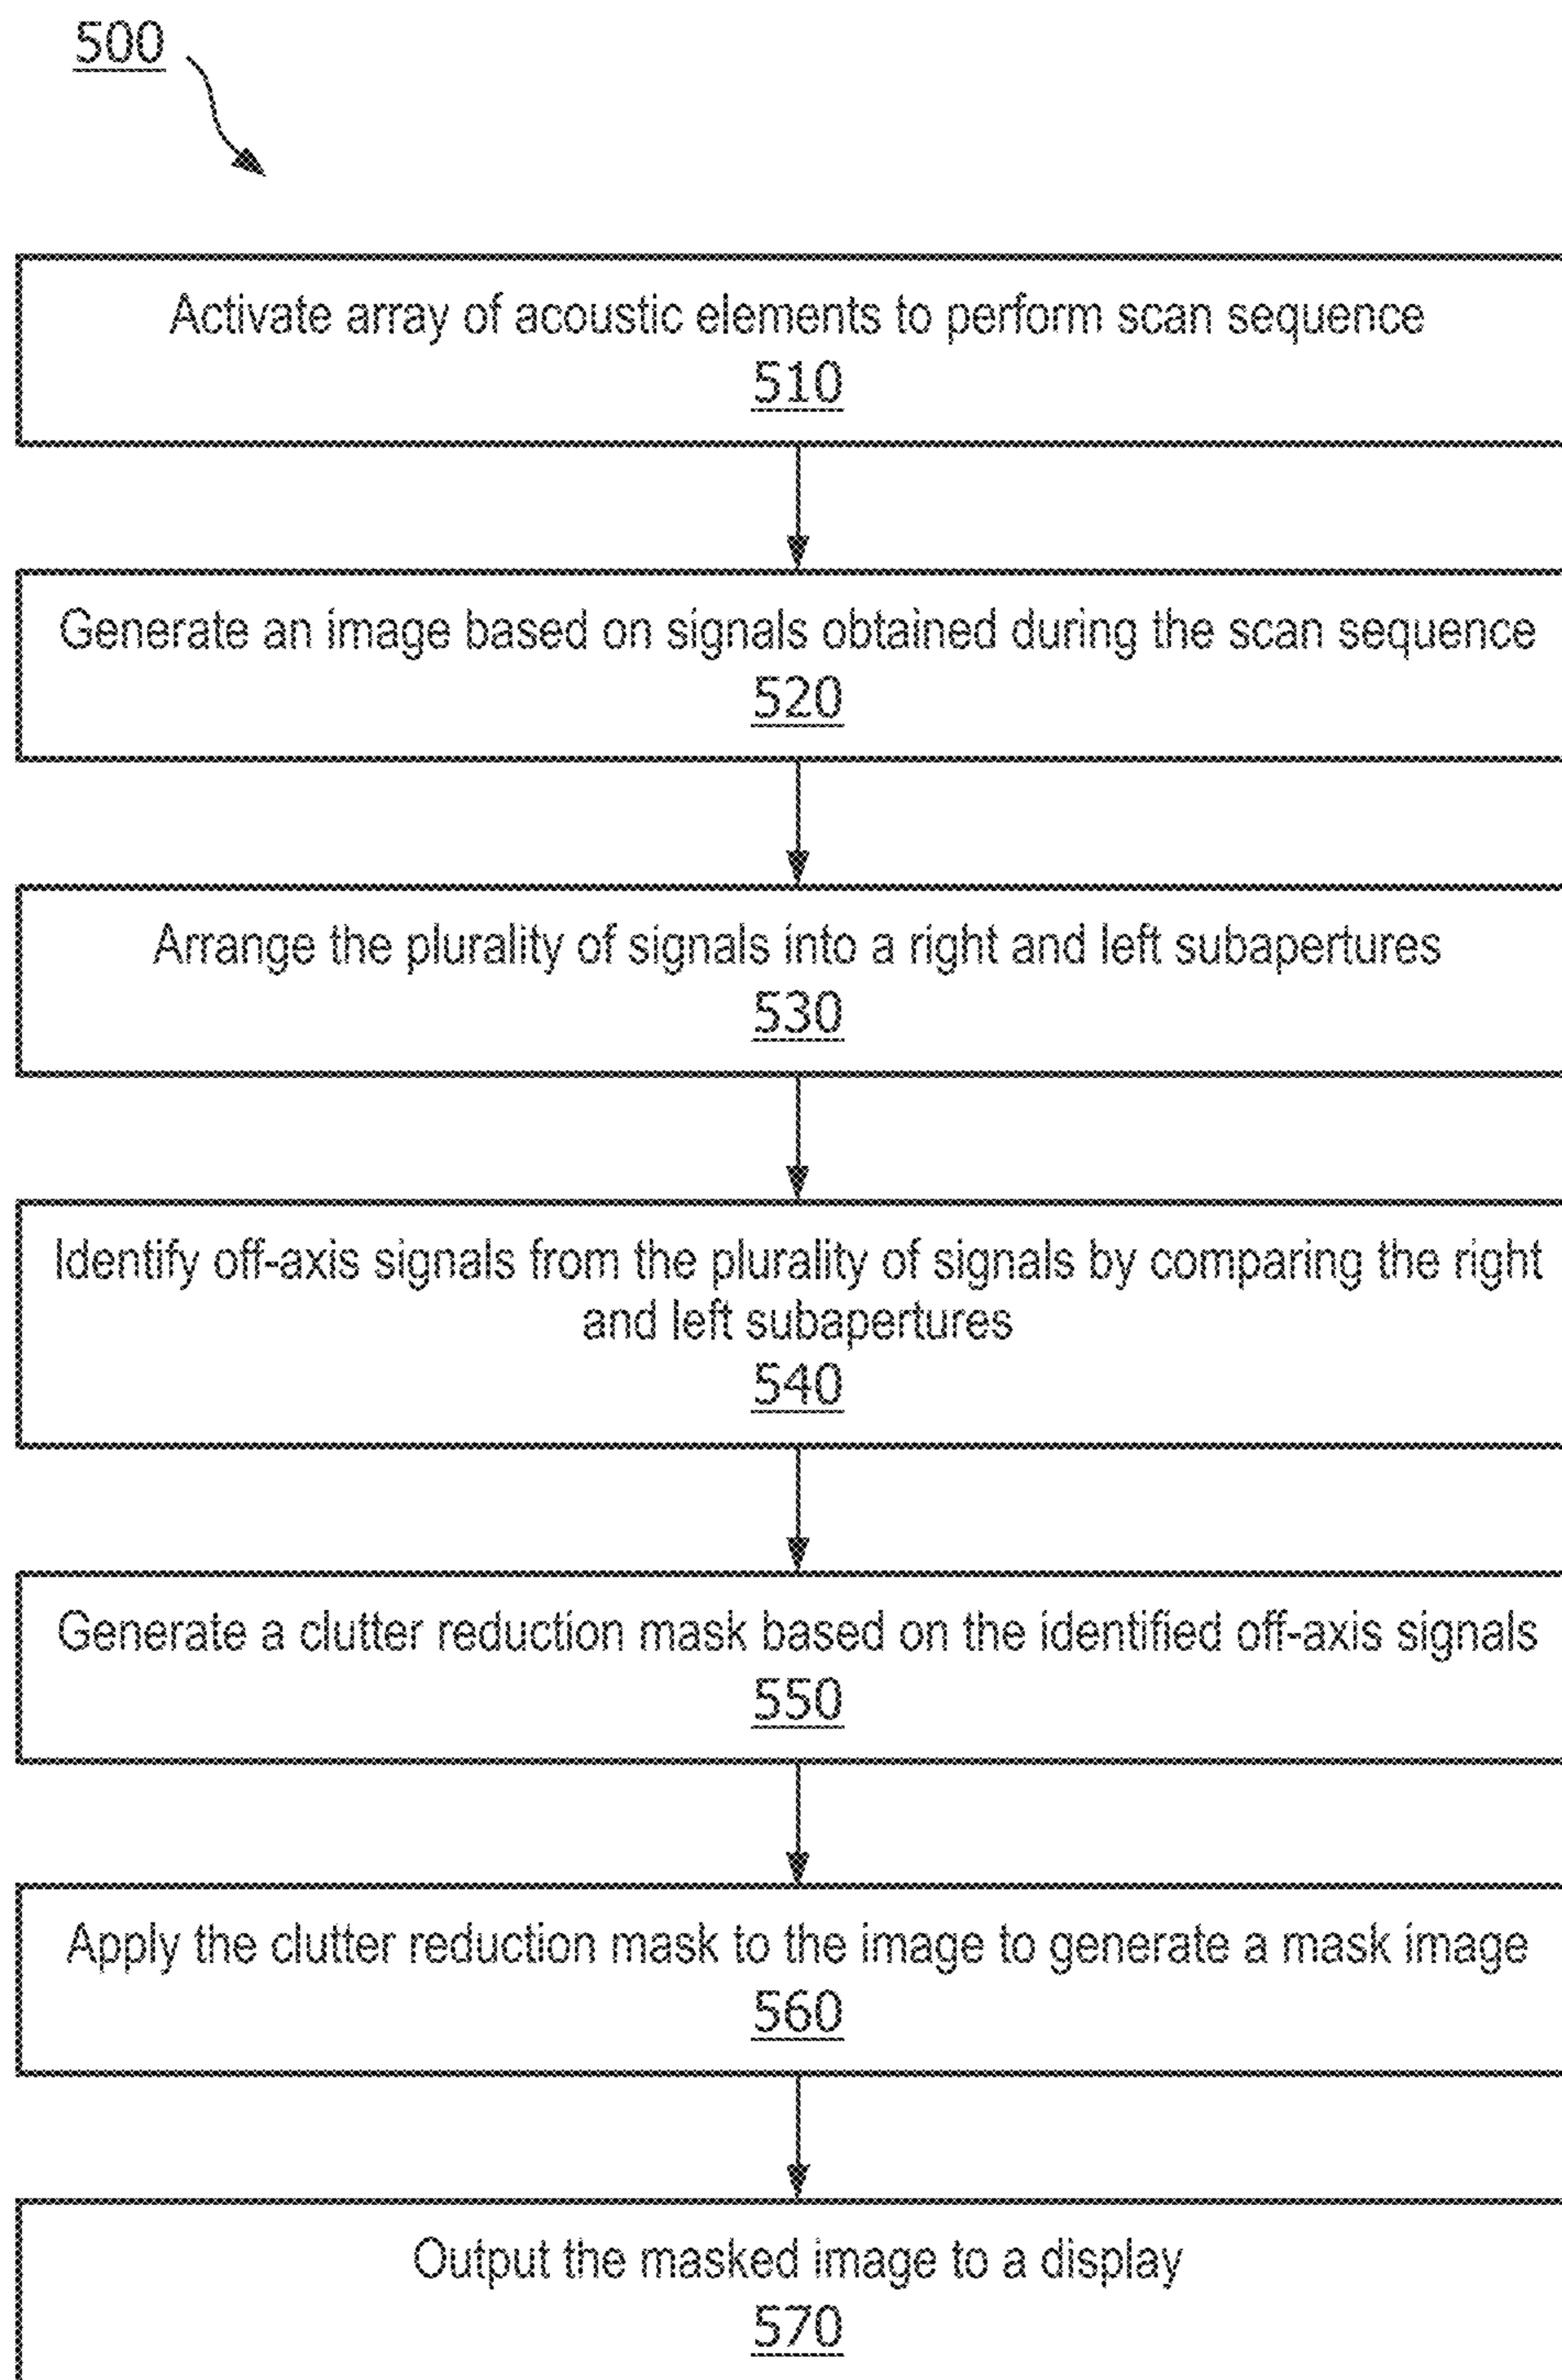 500
Activate array of acoustic elements to perform scan sequence
510
Generate an image based on signals obtained during the scan sequence
520
Arrange the plurality of signals into a right and left subapertures
530
Identify off-axis signals from the plurality of signals by comparing the right
and left subapertures
540
Generate a clutter reduction mask based on the identified off-axis signals
550
Apply the clutter reduction mask to the image to generate a mask image
560
Output the masked image to a display
570